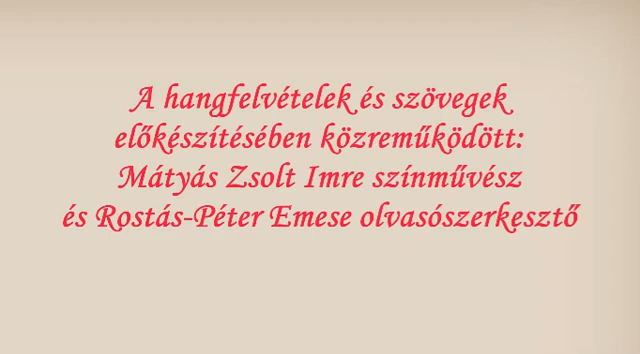 A hangfelvételek és szövegek
előkészítésében közreműködött:
Mátyás Zsolt Imre színművész
és Rostás-Péter Emese olvasószerkesztő